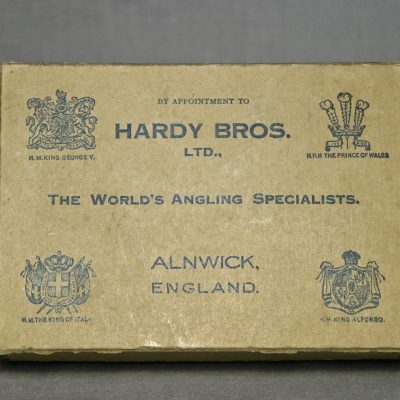 BY APPOINTMENT TO
HARDY BROS.
LTD.,
H.M. KING GEORGE V.
H.R.H THE PRINCE OF WALES
THE WORLD'S ANGLING SPECIALISTS.
ALNWICK,
ENGLAND.
H.M. THE KING OF ITALY.
H.M. KING ALFONSO.